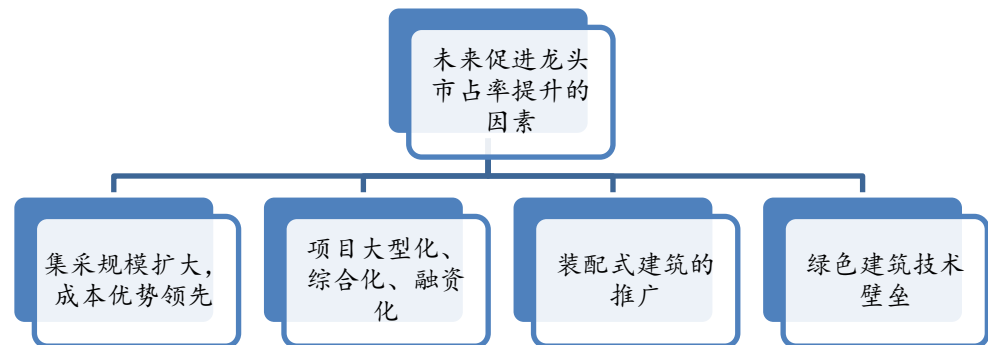 未来促进龙头
市占率提升的
因素
集采规模扩大，
成本优势领先
项目大型化、
综合化、融资
化
装配式建筑的
推广
绿色建筑技术
壁垒